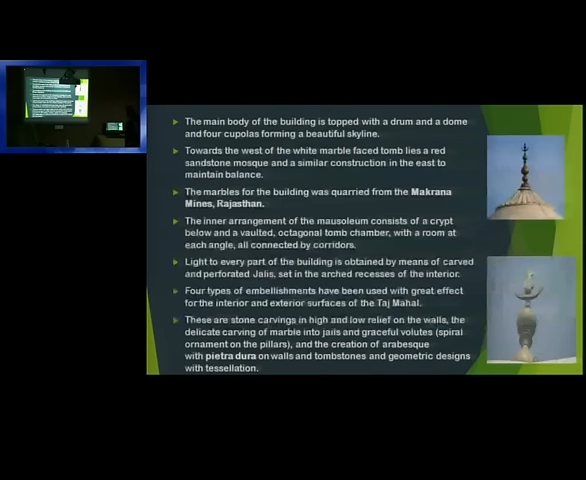 The main body of the building is topped with a drum and a dome
and four cupolas forming a beautiful skyline.
Towards the west of the white marble faced tomb lies a red
sandstone mosque and a similar construction in the east to
maintain balance.
The marbles for the building was quarried from the Makrana
Mines, Rajasthan.
The inner arrangement of the mausoleum consists of a crypt
below and a vaulted, octagonal tomb chamber, with a room at
each angle, all connected by corridors.
Light to every part of the building is obtained by means of carved
and perforated Jalis, set in the arched recesses of the interior.
Four types of embellishments have been used with great effect
for the interior and exterior surfaces of the Taj Mahal.
These are stone carvings in high and low relief on the walls, the
delicate carving of marble into jails and graceful volutes (spiral
ornament on the pillars), and the creation of arabesque
with pietra dura on walls and tombstones and geometric designs
with tessellation.